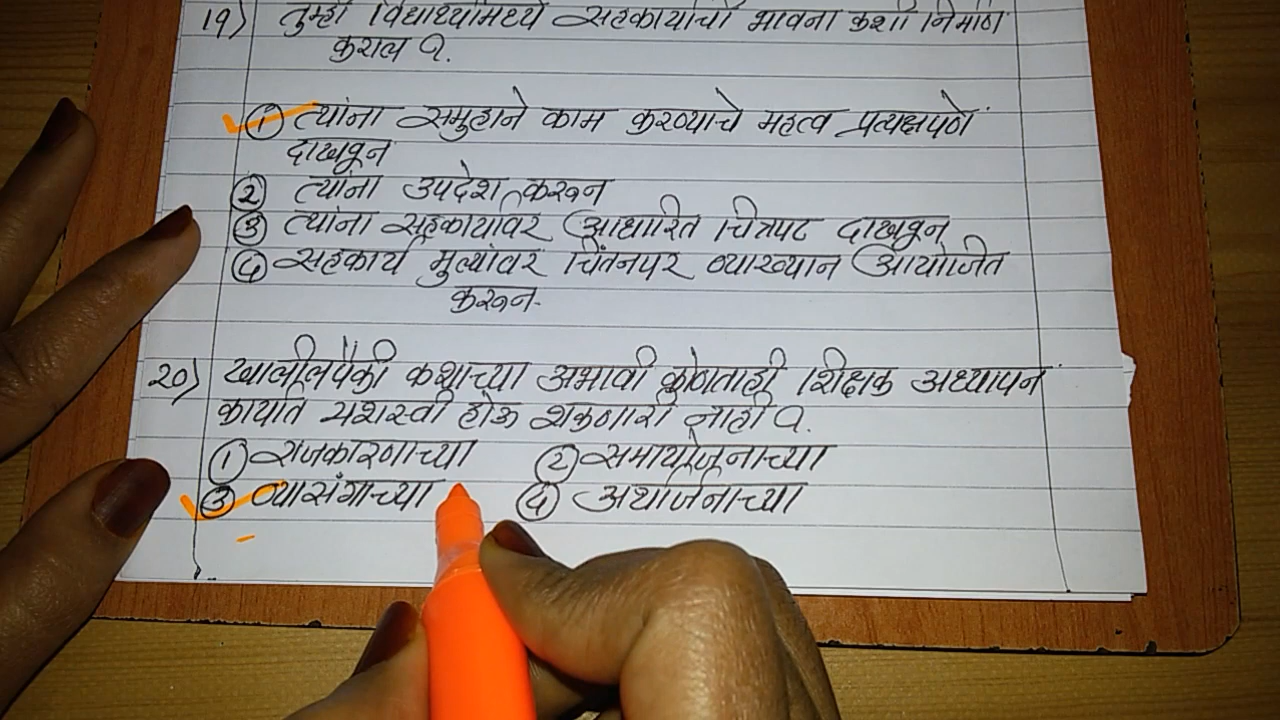 19) तुम्ही विद्यार्थ्यांमध्ये सहकार्याची भावना कशी निर्माण
कराल ?.
① त्यांना समुहाने काम करण्याचे महत्व प्रत्यक्षपणे
दाखवून
② त्यांना उपदेश करून
③ त्यांना सहकार्यावर आधारित चित्रपट दाखवून
④ सहकार्य मुल्यांवर चिंतनपर व्याख्यान आयोजित
करून.
20) खालीलपैकी कशाच्या अभावी कोणताही शिक्षक अध्यापन
कार्यात यशस्वी होऊ शकणारा नाही ?.
① राजकारणाच्या ② समायोजनाच्या
③ व्यासंगाच्या ④ अर्थार्जनाच्या